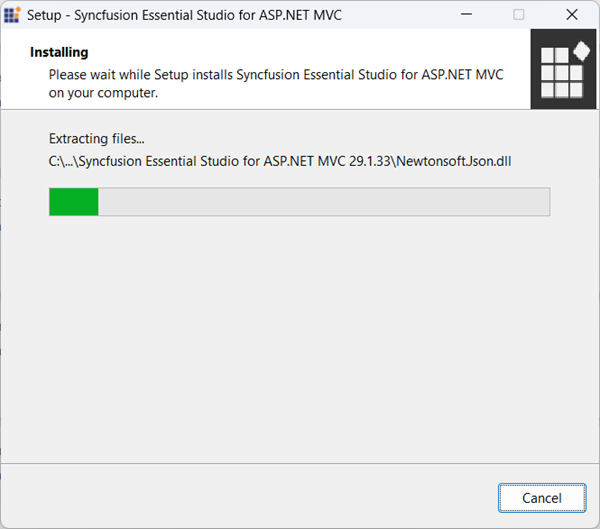 Setup - Syncfusion Essential Studio for ASP.NET MVC
Installing
Please wait while Setup installs Syncfusion Essential Studio for ASP.NET MVC
on your computer.
Extracting files...
C:\...\Syncfusion Essential Studio for ASP.NET MVC 29.1.33\Newtonsoft.Json.dll
Cancel